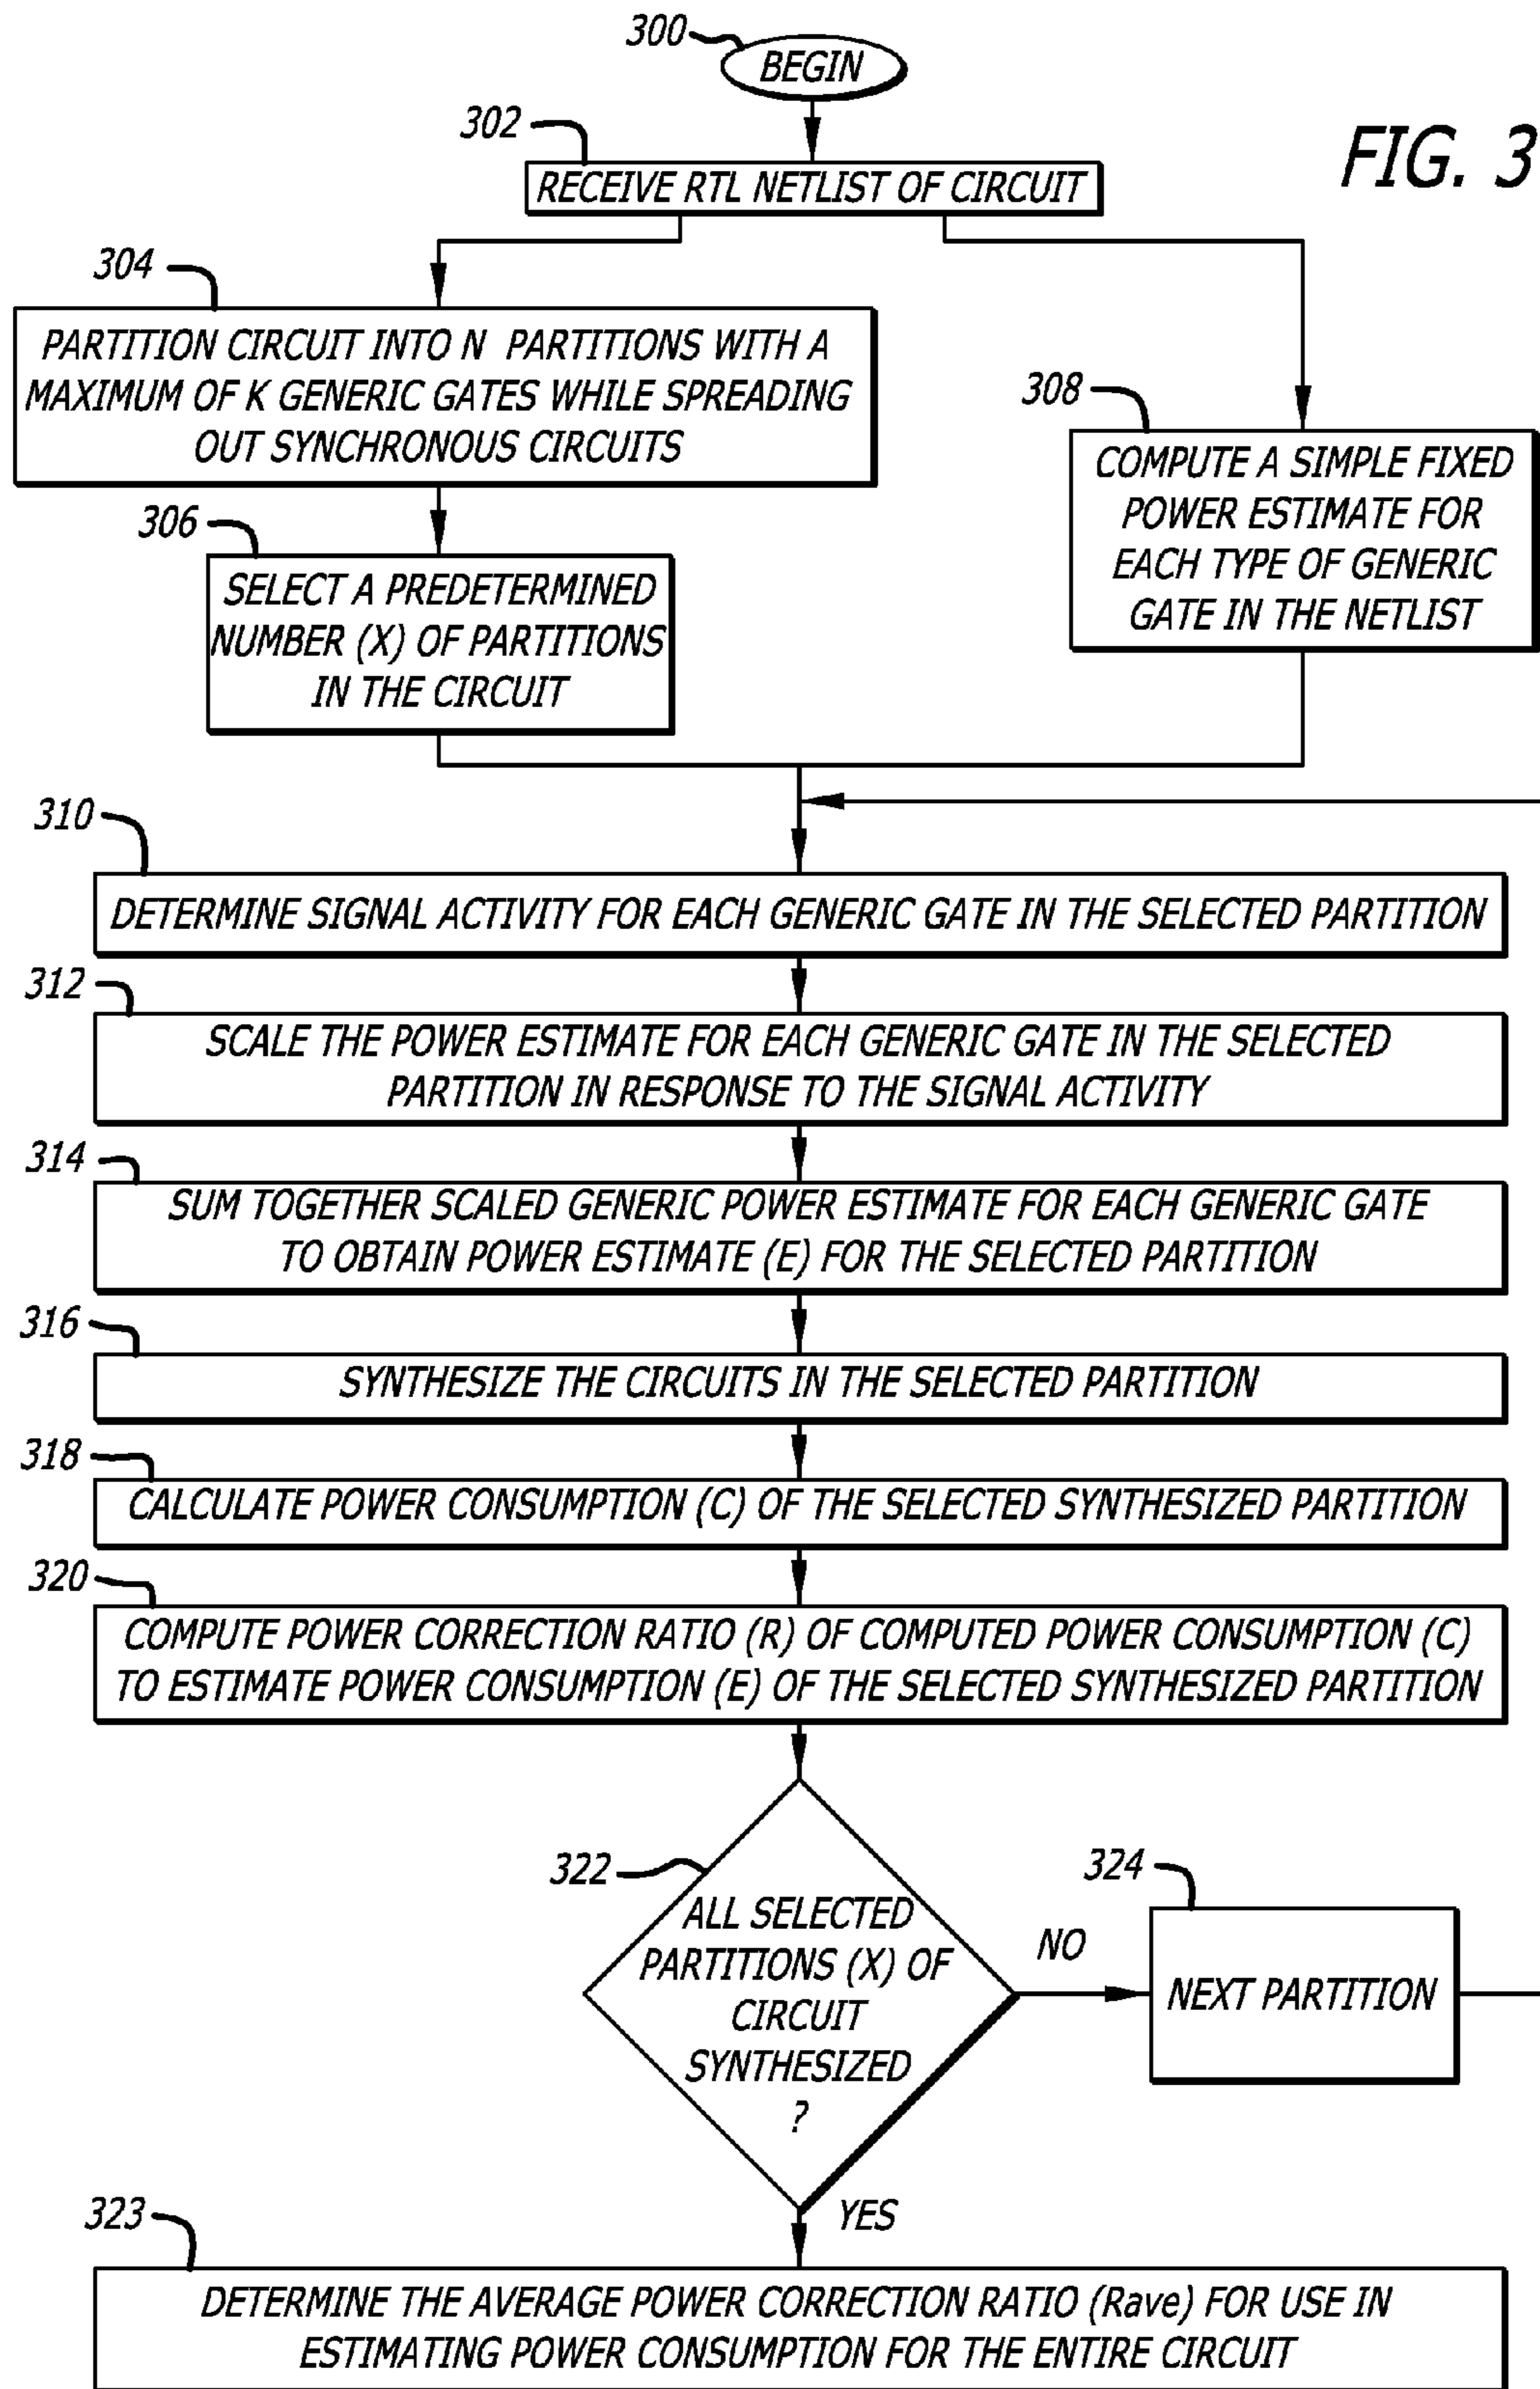 300
BEGIN
302
FIG. 3
RECEIVE RTL NETLIST OF CIRCUIT
304
PARTITION CIRCUIT INTO N PARTITIONS WITH A
MAXIMUM OF K GENERIC GATES WHILE SPREADING
OUT SYNCHRONOUS CIRCUITS
306
SELECT A PREDETERMINED
NUMBER (X) OF PARTITIONS
IN THE CIRCUIT
308
COMPUTE A SIMPLE FIXED
POWER ESTIMATE FOR
EACH TYPE OF GENERIC
GATE IN THE NETLIST
310
DETERMINE SIGNAL ACTIVITY FOR EACH GENERIC GATE IN THE SELECTED PARTITION
312
SCALE THE POWER ESTIMATE FOR EACH GENERIC GATE IN THE SELECTED
PARTITION IN RESPONSE TO THE SIGNAL ACTIVITY
314
SUM TOGETHER SCALED GENERIC POWER ESTIMATE FOR EACH GENERIC GATE
TO OBTAIN POWER ESTIMATE (E) FOR THE SELECTED PARTITION
316
SYNTHESIZE THE CIRCUITS IN THE SELECTED PARTITION
318
CALCULATE POWER CONSUMPTION (C) OF THE SELECTED SYNTHESIZED PARTITION
320
COMPUTE POWER CORRECTION RATIO (R) OF COMPUTED POWER CONSUMPTION (C)
TO ESTIMATE POWER CONSUMPTION (E) OF THE SELECTED SYNTHESIZED PARTITION
322
ALL SELECTED
PARTITIONS (X) OF
CIRCUIT
SYNTHESIZED
?
NO
324
NEXT PARTITION
YES
323
DETERMINE THE AVERAGE POWER CORRECTION RATIO (Rave) FOR USE IN
ESTIMATING POWER CONSUMPTION FOR THE ENTIRE CIRCUIT